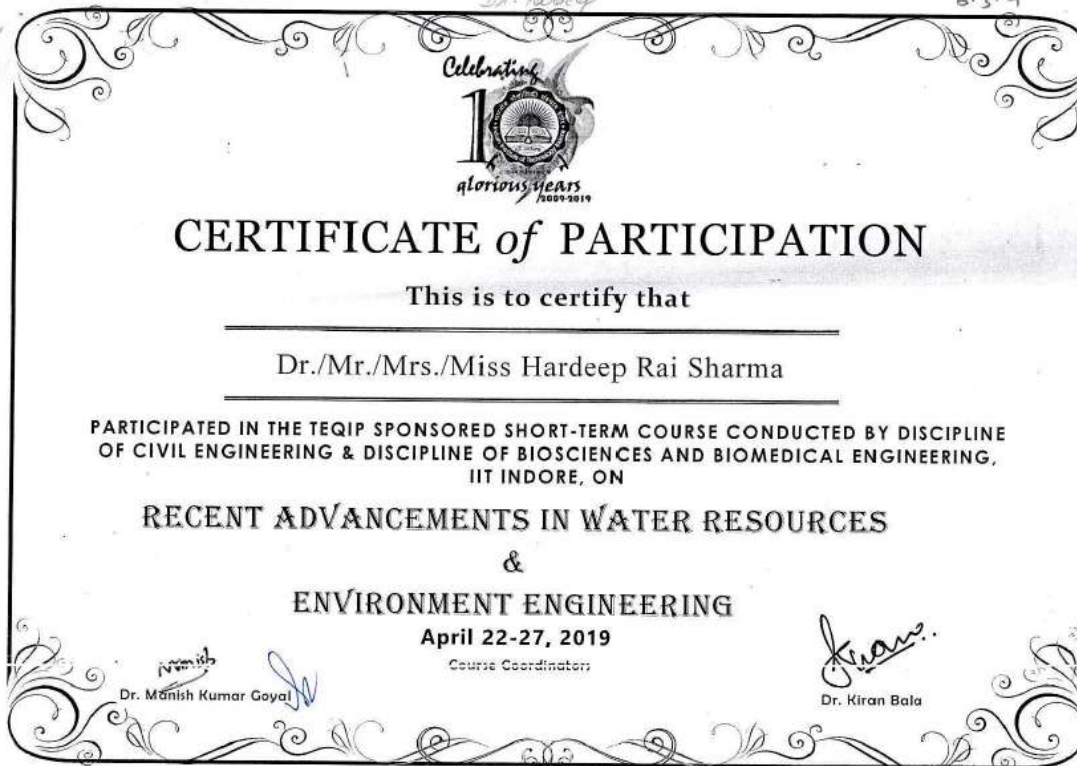 Celebrating
10
glorious years
2009-2019
CERTIFICATE of PARTICIPATION
This is to certify that
Dr./Mr./Mrs./Miss Hardeep Rai Sharma
PARTICIPATED IN THE TEQIP SPONSORED SHORT-TERM COURSE CONDUCTED BY DISCIPLINE
OF CIVIL ENGINEERING & DISCIPLINE OF BIOSCIENCES AND BIOMEDICAL ENGINEERING,
IIT INDORE, ON
RECENT ADVANCEMENTS IN WATER RESOURCES
&
ENVIRONMENT ENGINEERING
April 22-27, 2019
Course Coordinators
Manish
Dr. Manish Kumar Goyal
Kiran
Dr. Kiran Bala